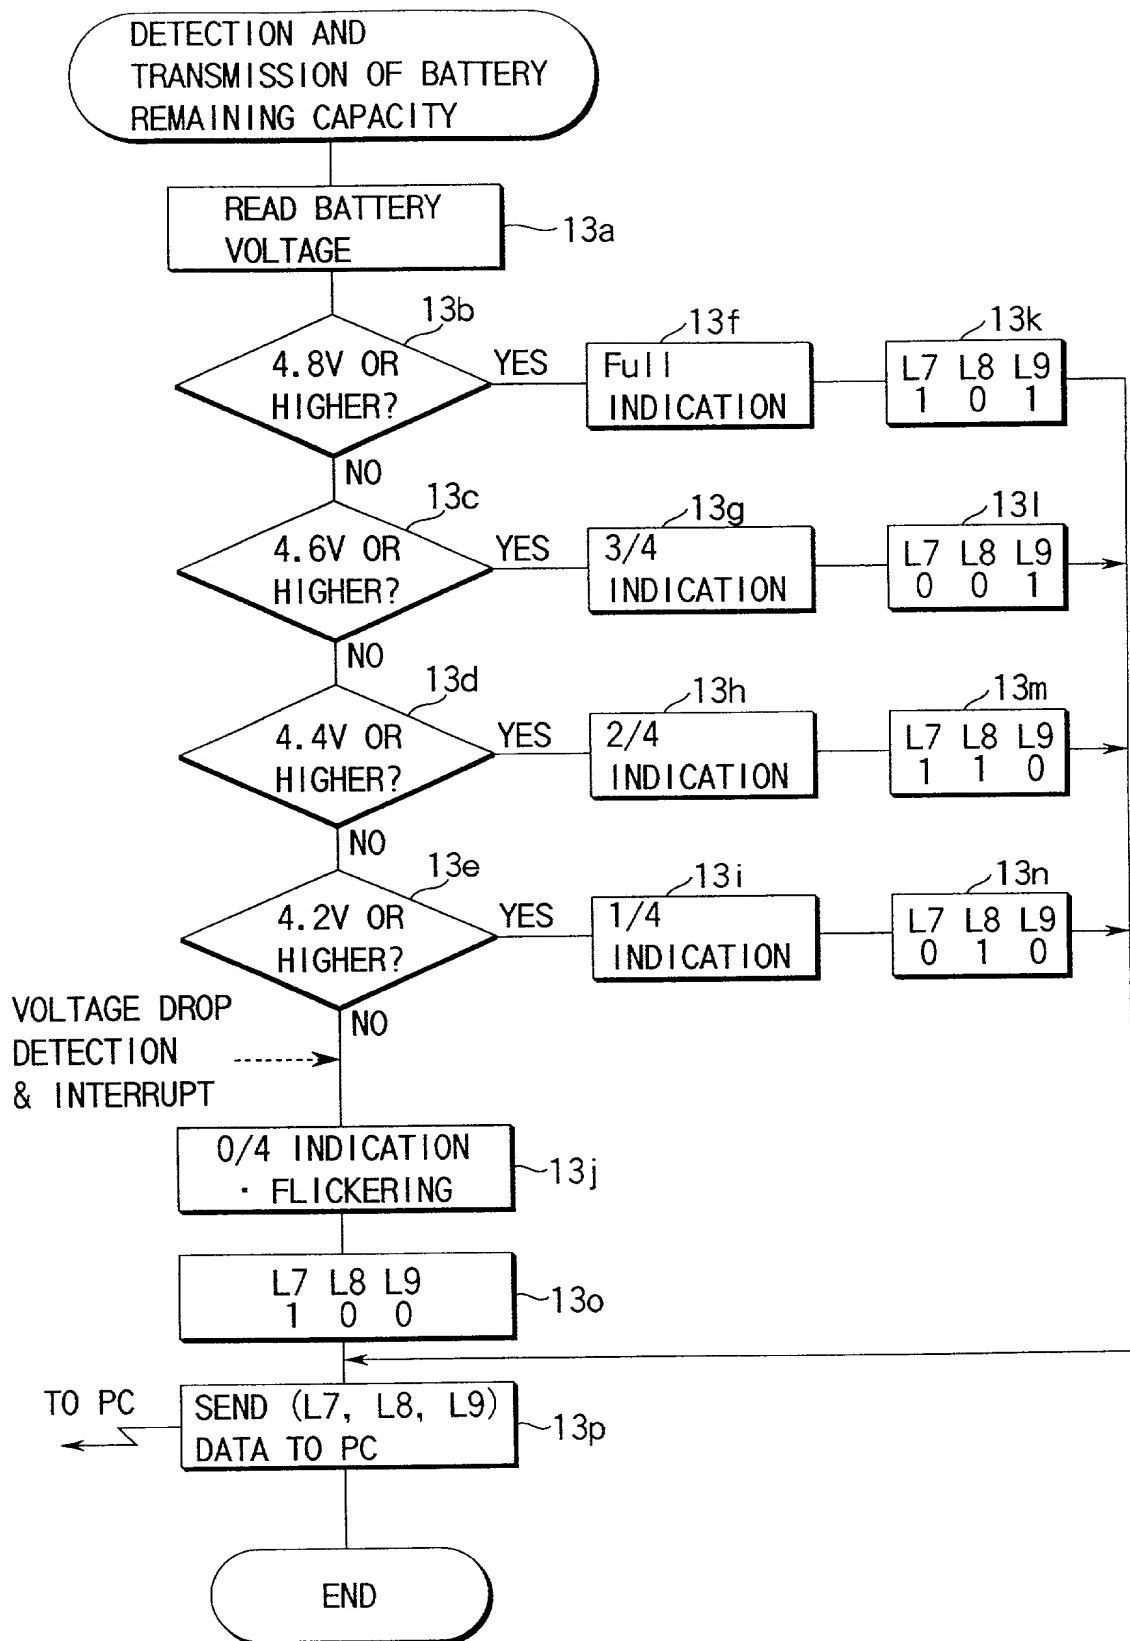 DETECTION AND
TRANSMISSION OF BATTERY
REMAINING CAPACITY
READ BATTERY
VOLTAGE
13a
13b
4.8V OR
HIGHER?
YES
NO
13f
Full
INDICATION
13k
L7 L8 L9
1 0 1
13c
4.6V OR
HIGHER?
YES
NO
13g
3/4
INDICATION
13l
L7 L8 L9
0 0 1
13d
4.4V OR
HIGHER?
YES
NO
13h
2/4
INDICATION
13m
L7 L8 L9
1 1 0
13e
4.2V OR
HIGHER?
YES
NO
13i
1/4
INDICATION
13n
L7 L8 L9
0 1 0
VOLTAGE DROP
DETECTION
& INTERRUPT
0/4 INDICATION
· FLICKERING
13j
L7 L8 L9
1 0 0
13o
TO PC
SEND (L7, L8, L9)
DATA TO PC
13p
END